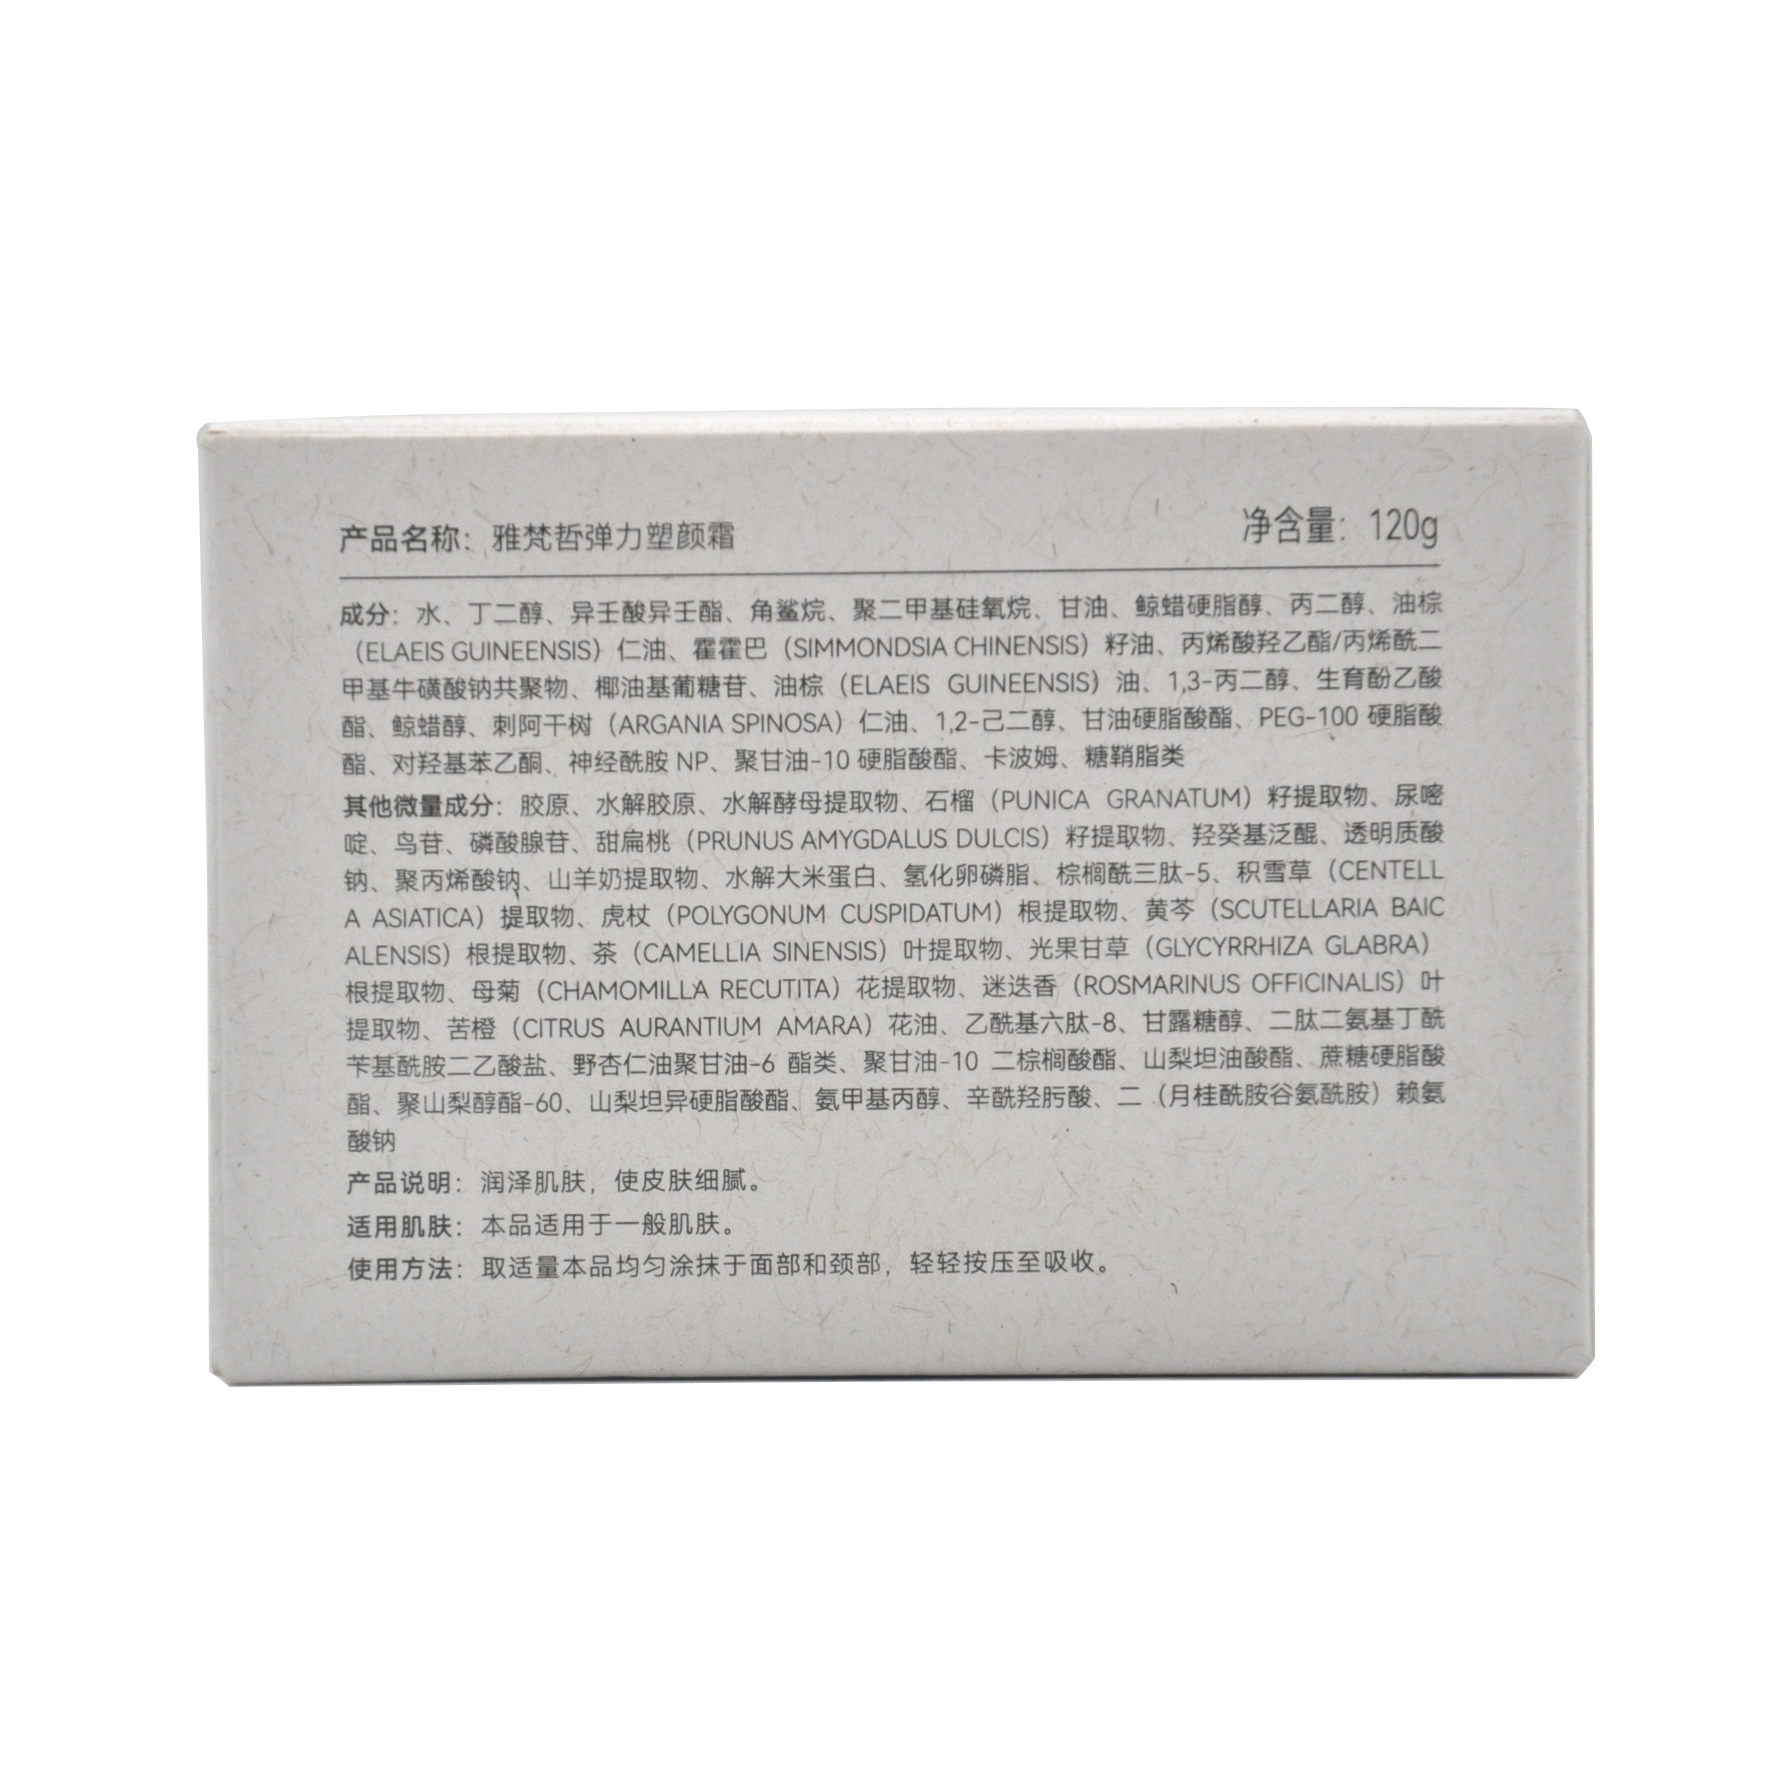 产品名称：雅梵哲弹力塑颜霜
净含量：120g
成分：水、丁二醇、异壬酸异壬酯、角鲨烷、聚二甲基硅氧烷、甘油、鲸蜡硬脂醇、丙二醇、油棕
（ELAEIS GUINEENSIS）仁油、霍霍巴（SIMMONDSIA CHINENSIS）籽油、丙烯酸羟乙酯/丙烯酰二
甲基牛磺酸钠共聚物、椰油基葡糖苷、油棕（ELAEIS GUINEENSIS）油、1,3-丙二醇、生育酚乙酸
酯、鲸蜡醇、刺阿干树（ARGANIA SPINOSA）仁油、1,2-己二醇、甘油硬脂酸酯、PEG-100 硬脂酸
酯、对羟基苯乙酮、神经酰胺 NP、聚甘油-10 硬脂酸酯、卡波姆、糖鞘脂类
其他微量成分：胶原、水解胶原、水解酵母提取物、石榴（PUNICA GRANATUM）籽提取物、尿嘧
啶、鸟苷、磷酸腺苷、甜扁桃（PRUNUS AMYGDALUS DULCIS）籽提取物、羟癸基泛醌、透明质酸
钠、聚丙烯酸钠、山羊奶提取物、水解大米蛋白、氢化卵磷脂、棕榈酰三肽-5、积雪草（CENTELL
A ASIATICA）提取物、虎杖（POLYGONUM CUSPIDATUM）根提取物、黄芩（SCUTELLARIA BAIC
ALENSIS）根提取物、茶（CAMELLIA SINENSIS）叶提取物、光果甘草（GLYCYRRHIZA GLABRA）
根提取物、母菊（CHAMOMILLA RECUTITA）花提取物、迷迭香（ROSMARINUS OFFICINALIS）叶
提取物、苦橙（CITRUS AURANTIUM AMARA）花油、乙酰基六肽-8、甘露糖醇、二肽二氨基丁酰
苄基酰胺二乙酸盐、野杏仁油聚甘油-6 酯类、聚甘油-10 二棕榈酸酯、山梨坦油酸酯、蔗糖硬脂酸
酯、聚山梨醇酯-60、山梨坦异硬脂酸酯、氨甲基丙醇、辛酰羟肟酸、二（月桂酰胺谷氨酰胺）赖氨
酸钠
产品说明：润泽肌肤，使皮肤细腻。
适用肌肤：本品适用于一般肌肤。
使用方法：取适量本品均匀涂抹于面部和颈部，轻轻按压至吸收。